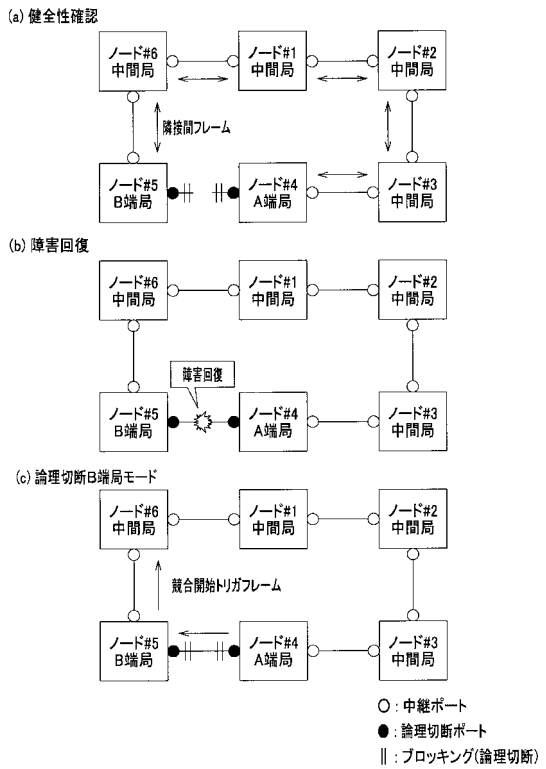 (a) 健全性確認
ノード#6
中間局
ノード#1
中間局
ノード#2
中間局
隣接間フレーム
ノード#5
B端局
ノード#4
A端局
ノード#3
中間局
(b) 障害回復
ノード#6
中間局
ノード#1
中間局
ノード#2
中間局
障害回復
ノード#5
B端局
ノード#4
A端局
ノード#3
中間局
(c) 論理切断B端局モード
ノード#6
中間局
ノード#1
中間局
ノード#2
中間局
競合開始トリガフレーム
ノード#5
B端局
ノード#4
A端局
ノード#3
中間局
○ : 中継ポート
● : 論理切断ポート
|| : ブロッキング(論理切断)